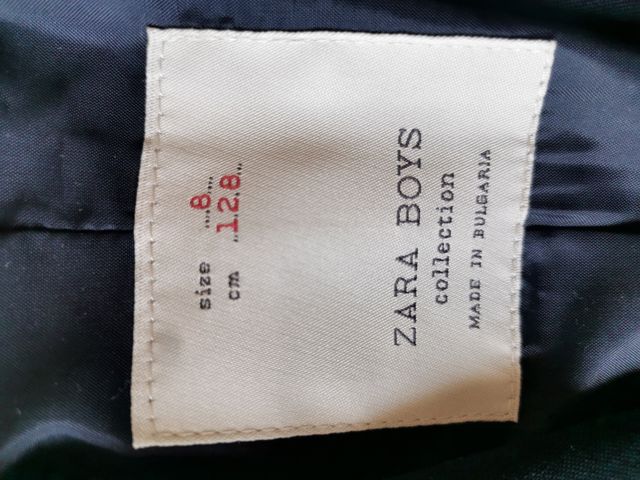 size ...8...
cm ..128...
ZARA BOYS
collection
MADE IN BULGARIA